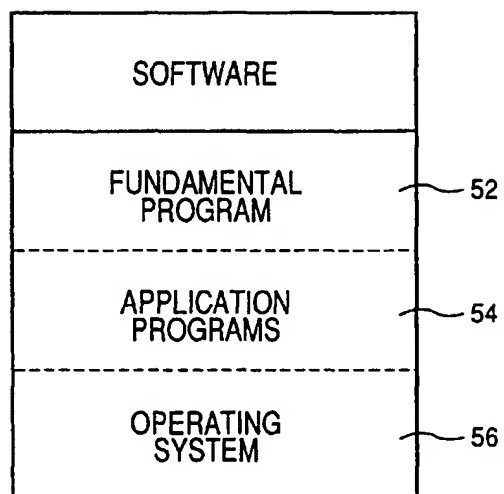 SOFTWARE
FUNDAMENTAL
PROGRAM
52
APPLICATION
PROGRAMS
54
OPERATING
SYSTEM
56